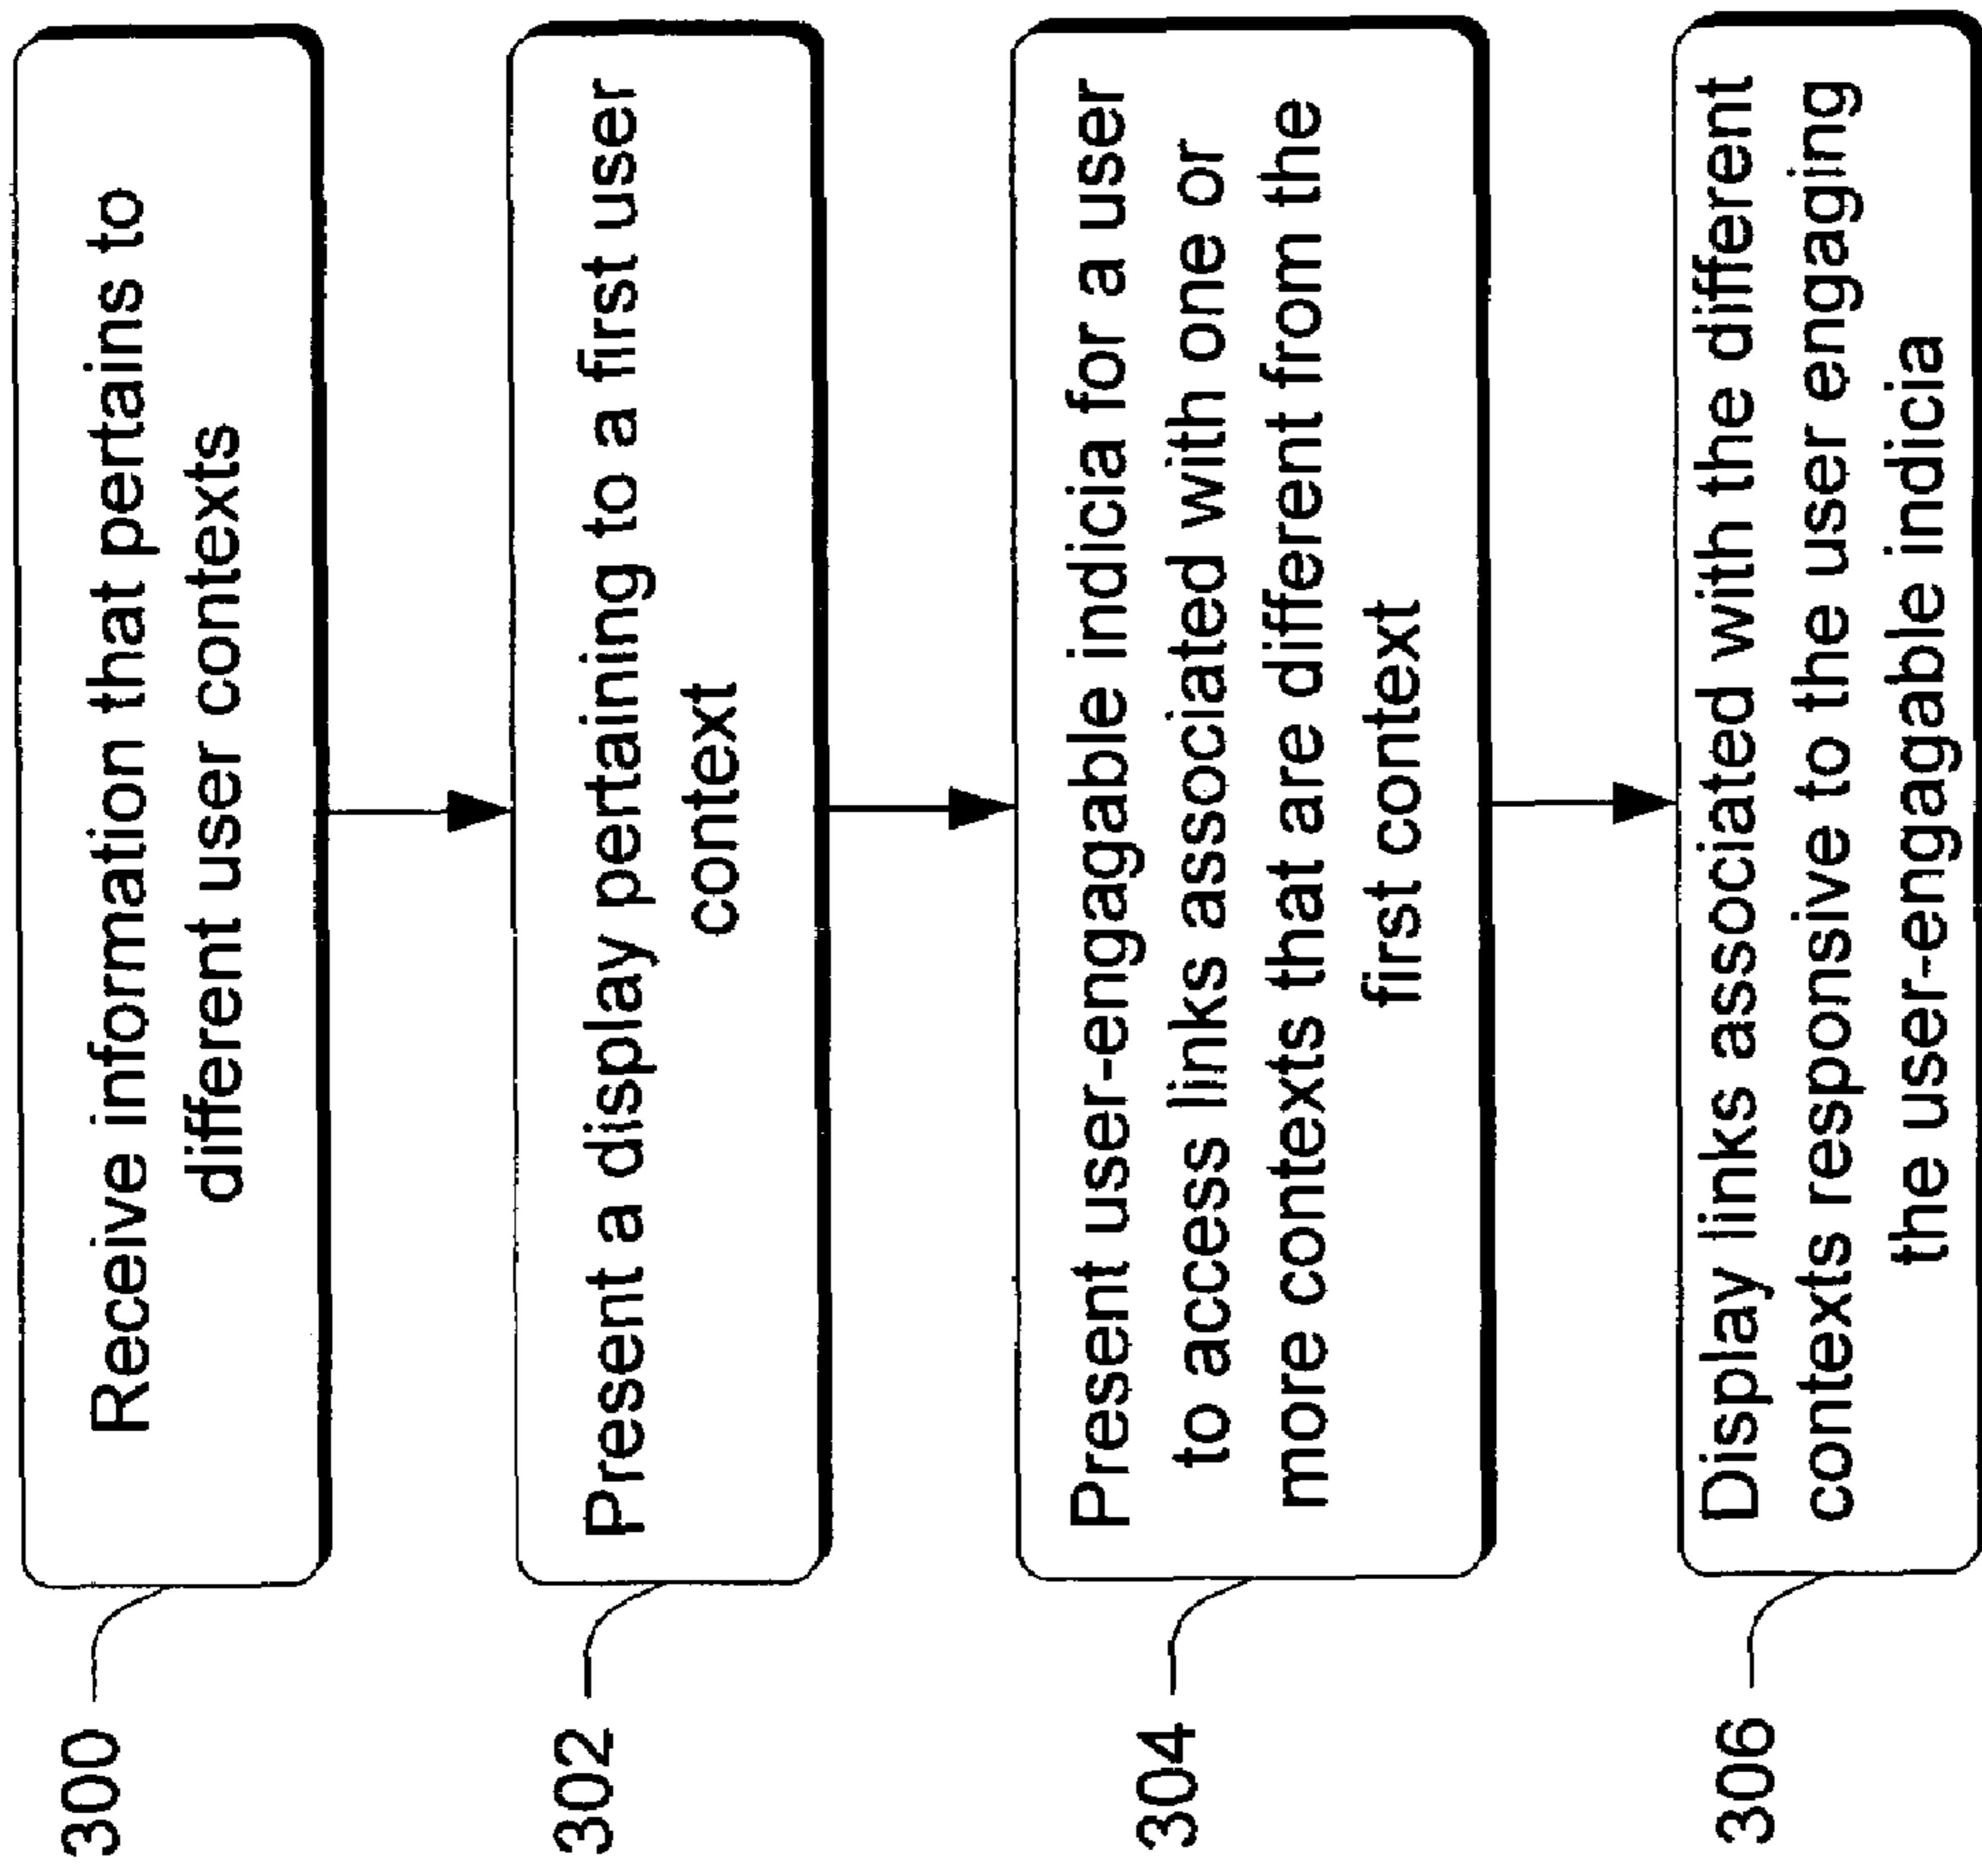 300
Receive information that pertains to
different user contexts
302
Present a display pertaining to a first user
context
304
Present user-engagable indicia for a user
to access links associated with one or
more contexts that are different from the
first context
306
Display links associated with the different
contexts responsive to the user engaging
the user-engagable indicia